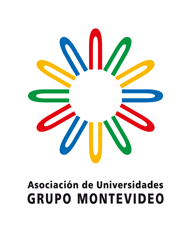 Asociación de Universidades
GRUPO MONTEVIDEO